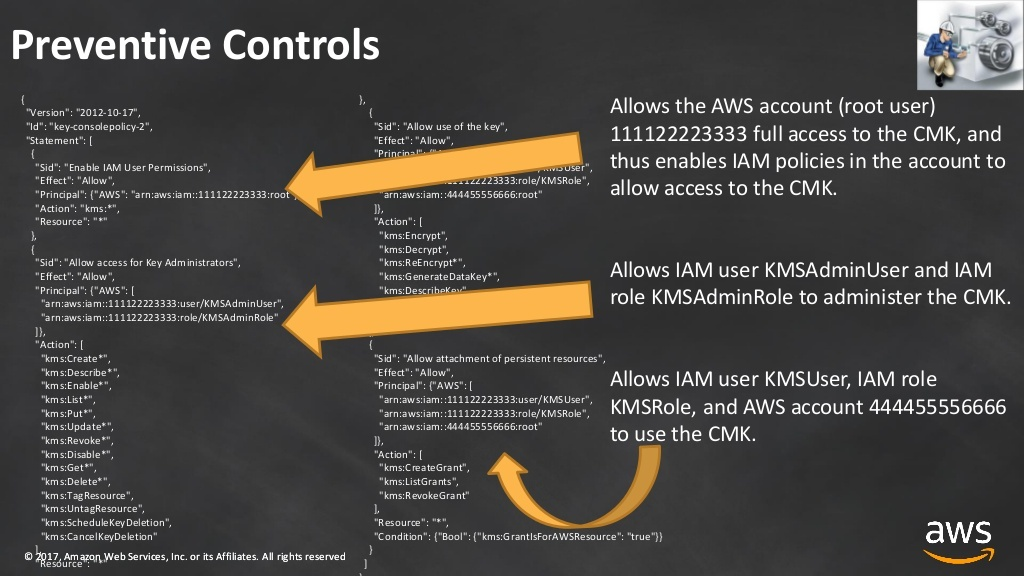 Preventive Controls
{
"Version": "2012-10-17",
"Id": "key-consolepolicy-2",
"Statement": [
{
"Sid": "Enable IAM User Permissions",
"Effect": "Allow",
"Principal": {"AWS": "arn:aws:iam::111122223333:root"
"Action": "kms:*",
"Resource": "*"
},
{
"Sid": "Allow access for Key Administrators",
"Effect": "Allow",
"Principal": {"AWS": [
"arn:aws:iam::111122223333:user/KMSAdminUser",
"arn:aws:iam::111122223333:role/KMSAdminRole"
]},
"Action": [
"kms:Create*",
"kms:Describe*",
"kms:Enable*",
"kms:List*",
"kms:Put*",
"kms:Update*",
"kms:Revoke*",
"kms:Disable*",
"kms:Get*",
"kms:Delete*",
"kms:TagResource",
"kms:UntagResource",
"kms:ScheduleKeyDeletion",
"kms:CancelKeyDeletion"
]
"Resource": "*"
},
{
"Sid": "Allow use of the key",
"Effect": "Allow",
"Principal":
"arn:aws:iam::444455556666:root"
]},
"Action": [
"kms:Encrypt",
"kms:Decrypt",
"kms:ReEncrypt*",
"kms:GenerateDataKey*",
"kms:DescribeKey"
{
"Sid": "Allow attachment of persistent resources",
"Effect": "Allow",
"Principal": {"AWS": [
"arn:aws:iam::111122223333:user/KMSUser",
"arn:aws:iam::111122223333:role/KMSRole",
"arn:aws:iam::444455556666:root"
]},
"Action": [
"kms:CreateGrant",
"kms:ListGrants",
"kms:RevokeGrant"
],
"Resource": "*",
"Condition": {"Bool": {"kms:GrantIsForAWSResource": "true"}}
}
]
Allows the AWS account (root user)
111122223333 full access to the CMK, and
thus enables IAM policies in the account to
allow access to the CMK.
Allows IAM user KMSAdminUser and IAM
role KMSAdminRole to administer the CMK.
Allows IAM user KMSUser, IAM role
KMSRole, and AWS account 444455556666
to use the CMK.
© 2017, Amazon Web Services, Inc. or its Affiliates. All rights reserved
aws